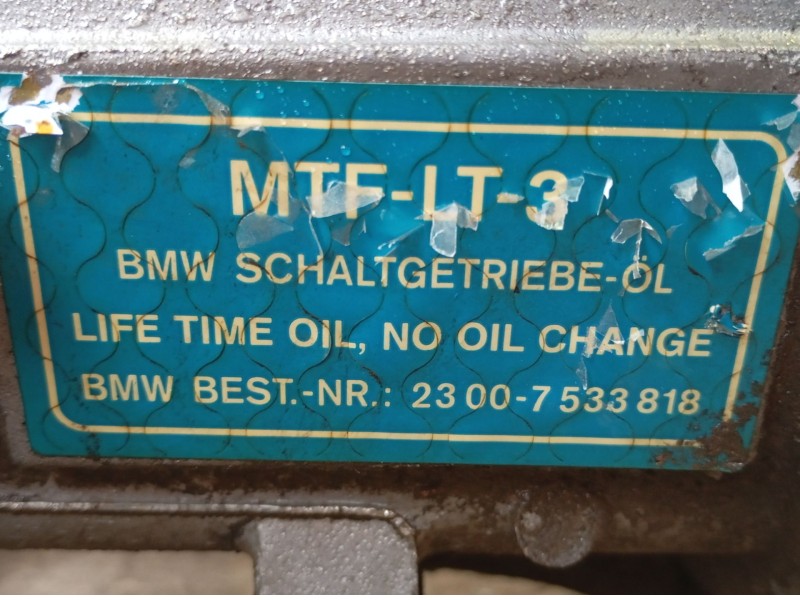 MTF-LT-3
BMW SCHALTGETRIEBE-ÖL
LIFE TIME OIL, NO OIL CHANGE
BMW BEST.-NR.: 23 00-7 533 818